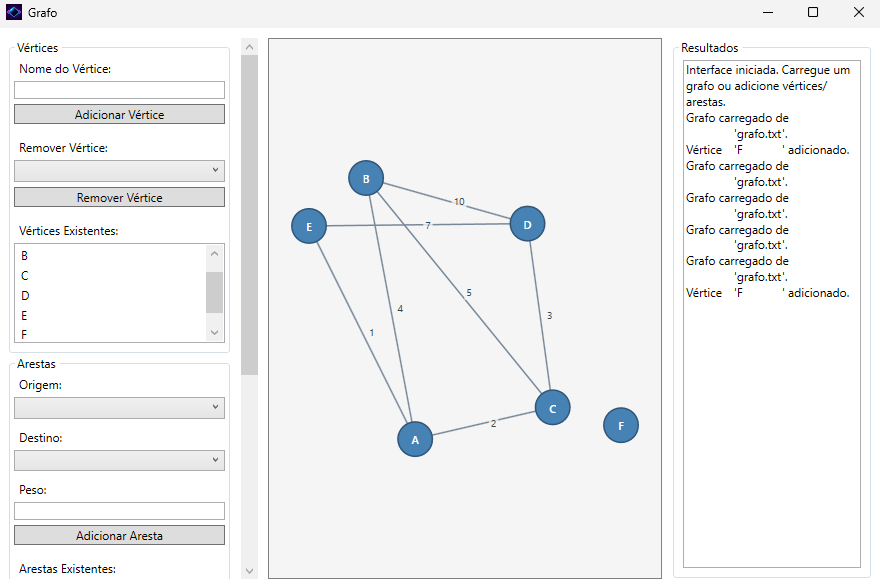 Grafo
Vértices
Nome do Vértice:
Adicionar Vértice
Remover Vértice:
Remover Vértice
Vértices Existentes:
B
C
D
E
F
Arestas
Origem:
Destino:
Peso:
Adicionar Aresta
Arestas Existentes:
B
10
E
7
D
4
5
3
1
C
2
A
F
Resultados
Interface iniciada. Carregue um
grafo ou adicione vértices/
arestas.
Grafo carregado de
'grafo.txt'.
Vértice 'F ' adicionado.
Grafo carregado de
'grafo.txt'.
Grafo carregado de
'grafo.txt'.
Grafo carregado de
'grafo.txt'.
Grafo carregado de
'grafo.txt'.
Vértice 'F ' adicionado.